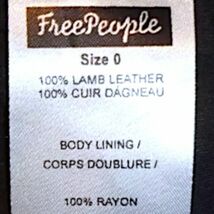 FreePeople
Size 0
100% LAMB LEATHER
100% CUIR DAGNEAU
BODY LINING /
CORPS DOUBLURE /
100% RAYON